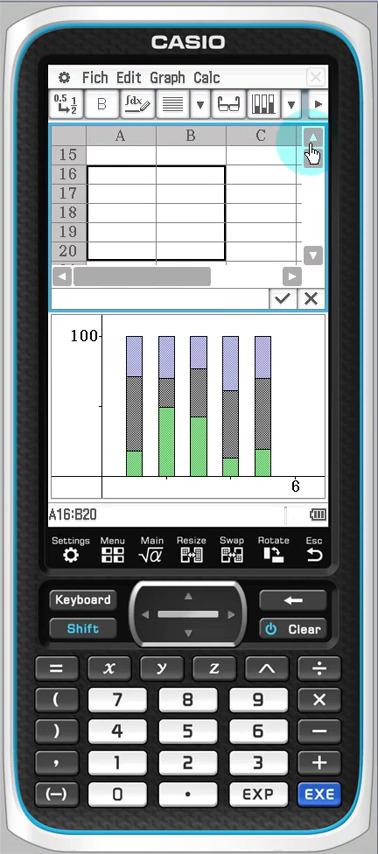 CASIO
Fich Edit Graph Calc
0.5 1 2 B ∫dx
A B C
15
16
17
18
19
20
100
6
A16:B20
Settings Menu Main Resize Swap Rotate Esc
√α
Keyboard
Shift Clear
= x y z ^ ÷
( 7 8 9 ×
) 4 5 6 −
, 1 2 3 +
(−) 0 • EXP EXE